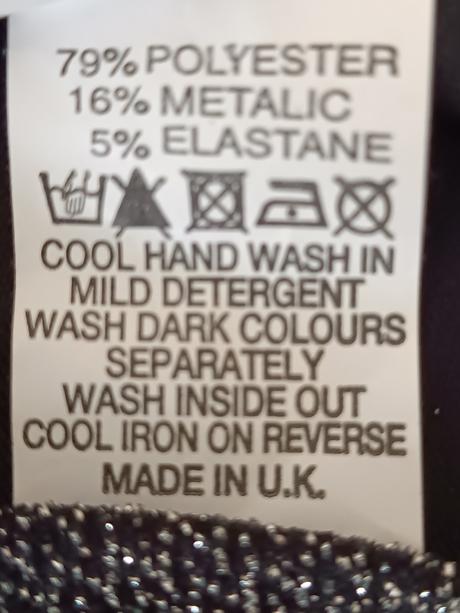 79% POLYESTER
16% METALIC
5% ELASTANE
COOL HAND WASH IN
MILD DETERGENT
WASH DARK COLOURS
SEPARATELY
WASH INSIDE OUT
COOL IRON ON REVERSE
MADE IN U.K.